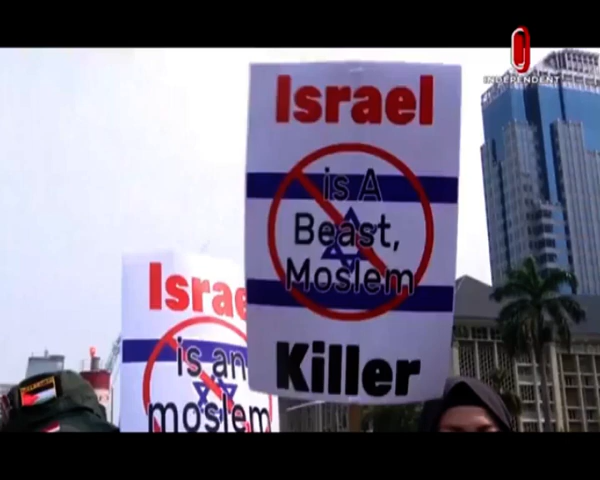 INDEPENDENT
Israel
is A
Beast,
Moslem
Killer
Israe
is an
moslem